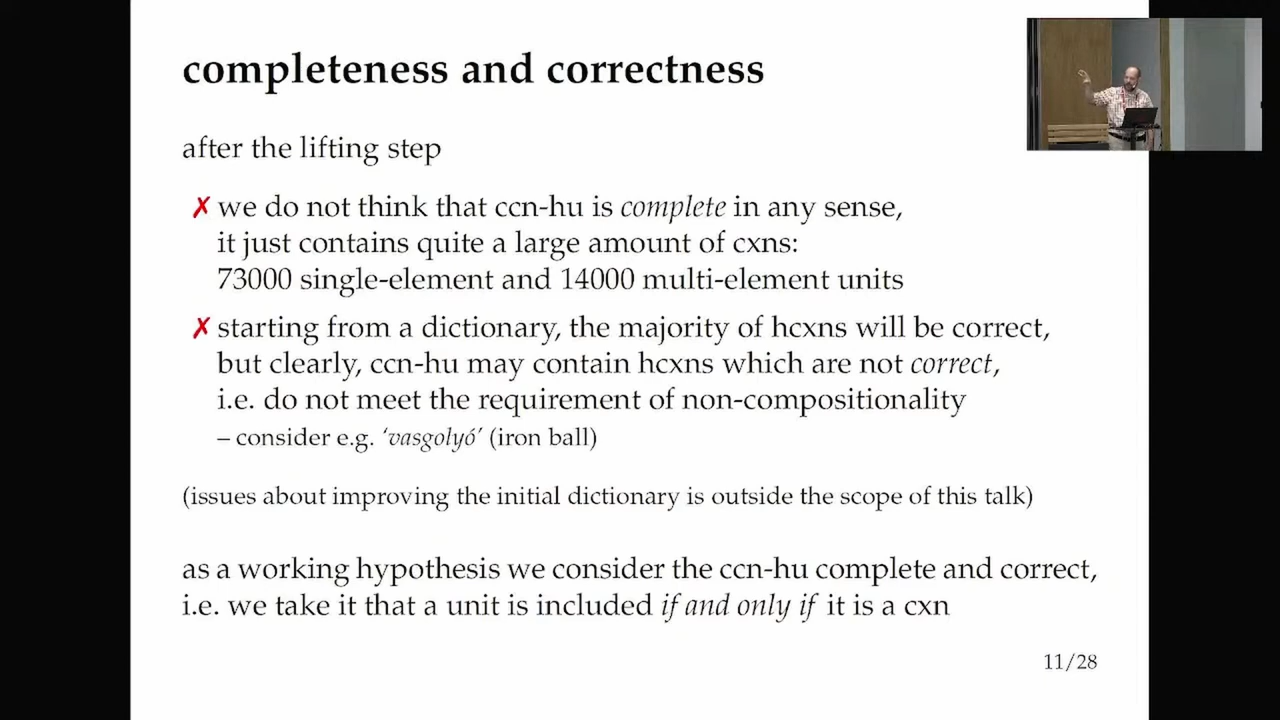 completeness and correctness
after the lifting step
✗ we do not think that ccn-hu is complete in any sense,
it just contains quite a large amount of cxns:
73000 single-element and 14000 multi-element units
✗ starting from a dictionary, the majority of hcxns will be correct,
but clearly, ccn-hu may contain hcxns which are not correct,
i.e. do not meet the requirement of non-compositionality
– consider e.g. ‘vasgolyó’ (iron ball)
(issues about improving the initial dictionary is outside the scope of this talk)
as a working hypothesis we consider the ccn-hu complete and correct,
i.e. we take it that a unit is included if and only if it is a cxn
11/28